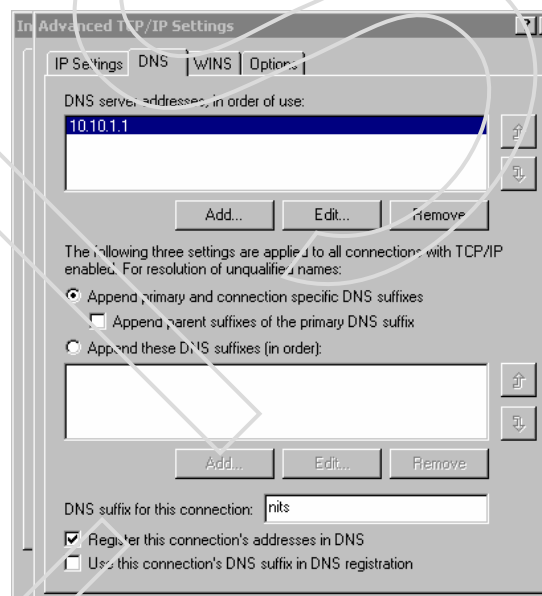 In Advanced TCP/IP Settings
IP Settings DNS WINS Options
DNS server addresses, in order of use:
10.10.1.1
Add... Edit... Remove
The following three settings are applied to all connections with TCP/IP
enabled. For resolution of unqualified names:
Append primary and connection specific DNS suffixes
Append parent suffixes of the primary DNS suffix
Append these DNS suffixes (in order):
Add... Edit... Remove
DNS suffix for this connection: nits
Register this connection's addresses in DNS
Use this connection's DNS suffix in DNS registration